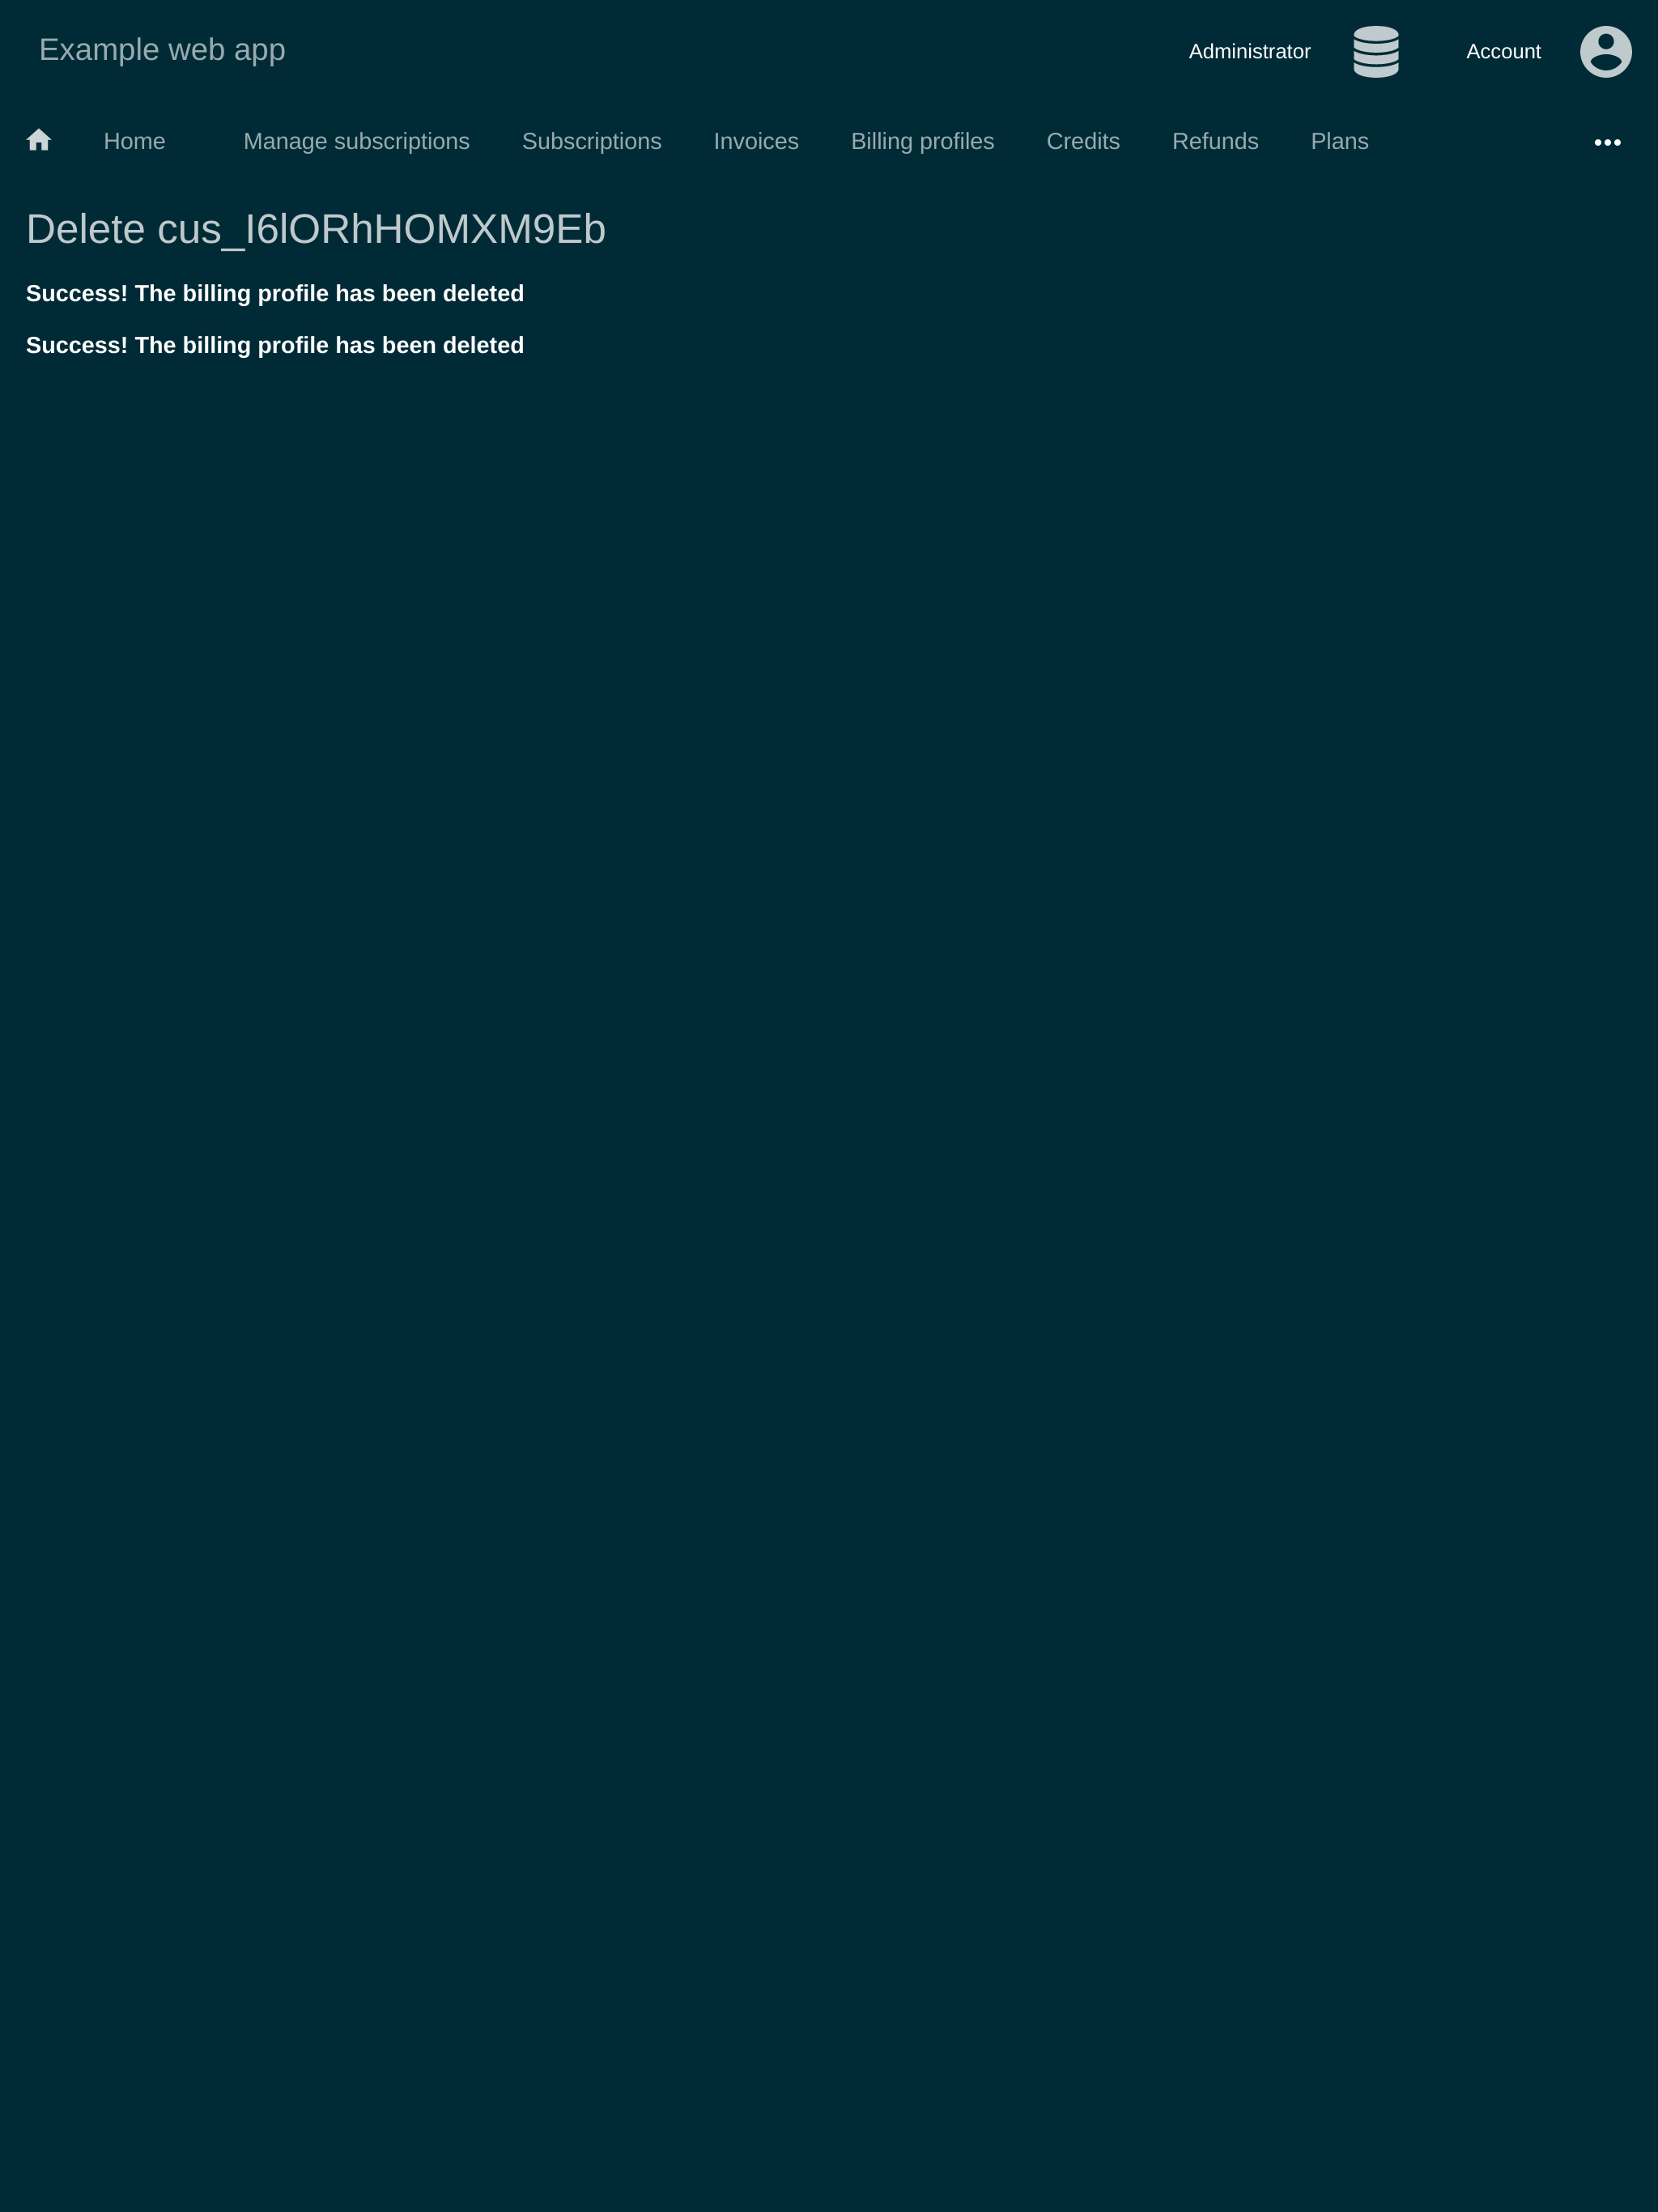 Example web app
Administrator
Account
Home
Manage subscriptions
Subscriptions
Invoices
Billing profiles
Credits
Refunds
Plans
Delete cus_I6lORhHOMXM9Eb
Success! The billing profile has been deleted
Success! The billing profile has been deleted